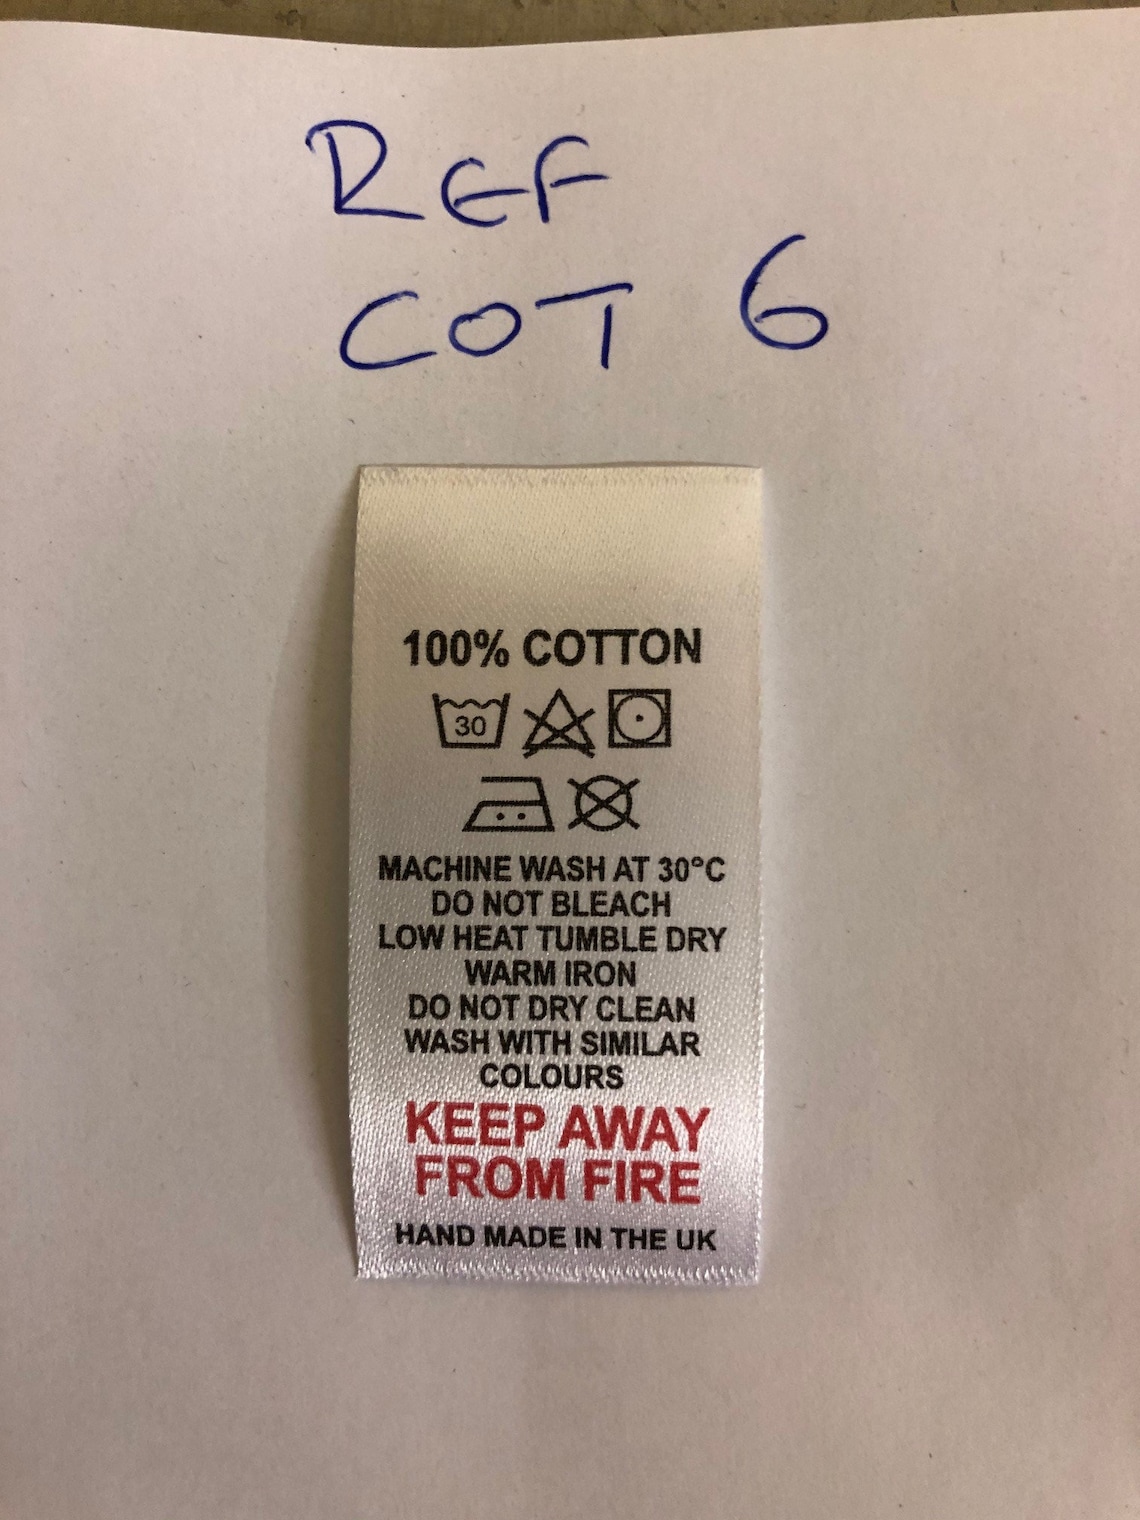 REF
COT 6
100% COTTON
30
MACHINE WASH AT 30°C
DO NOT BLEACH
LOW HEAT TUMBLE DRY
WARM IRON
DO NOT DRY CLEAN
WASH WITH SIMILAR
COLOURS
KEEP AWAY
FROM FIRE
HAND MADE IN THE UK